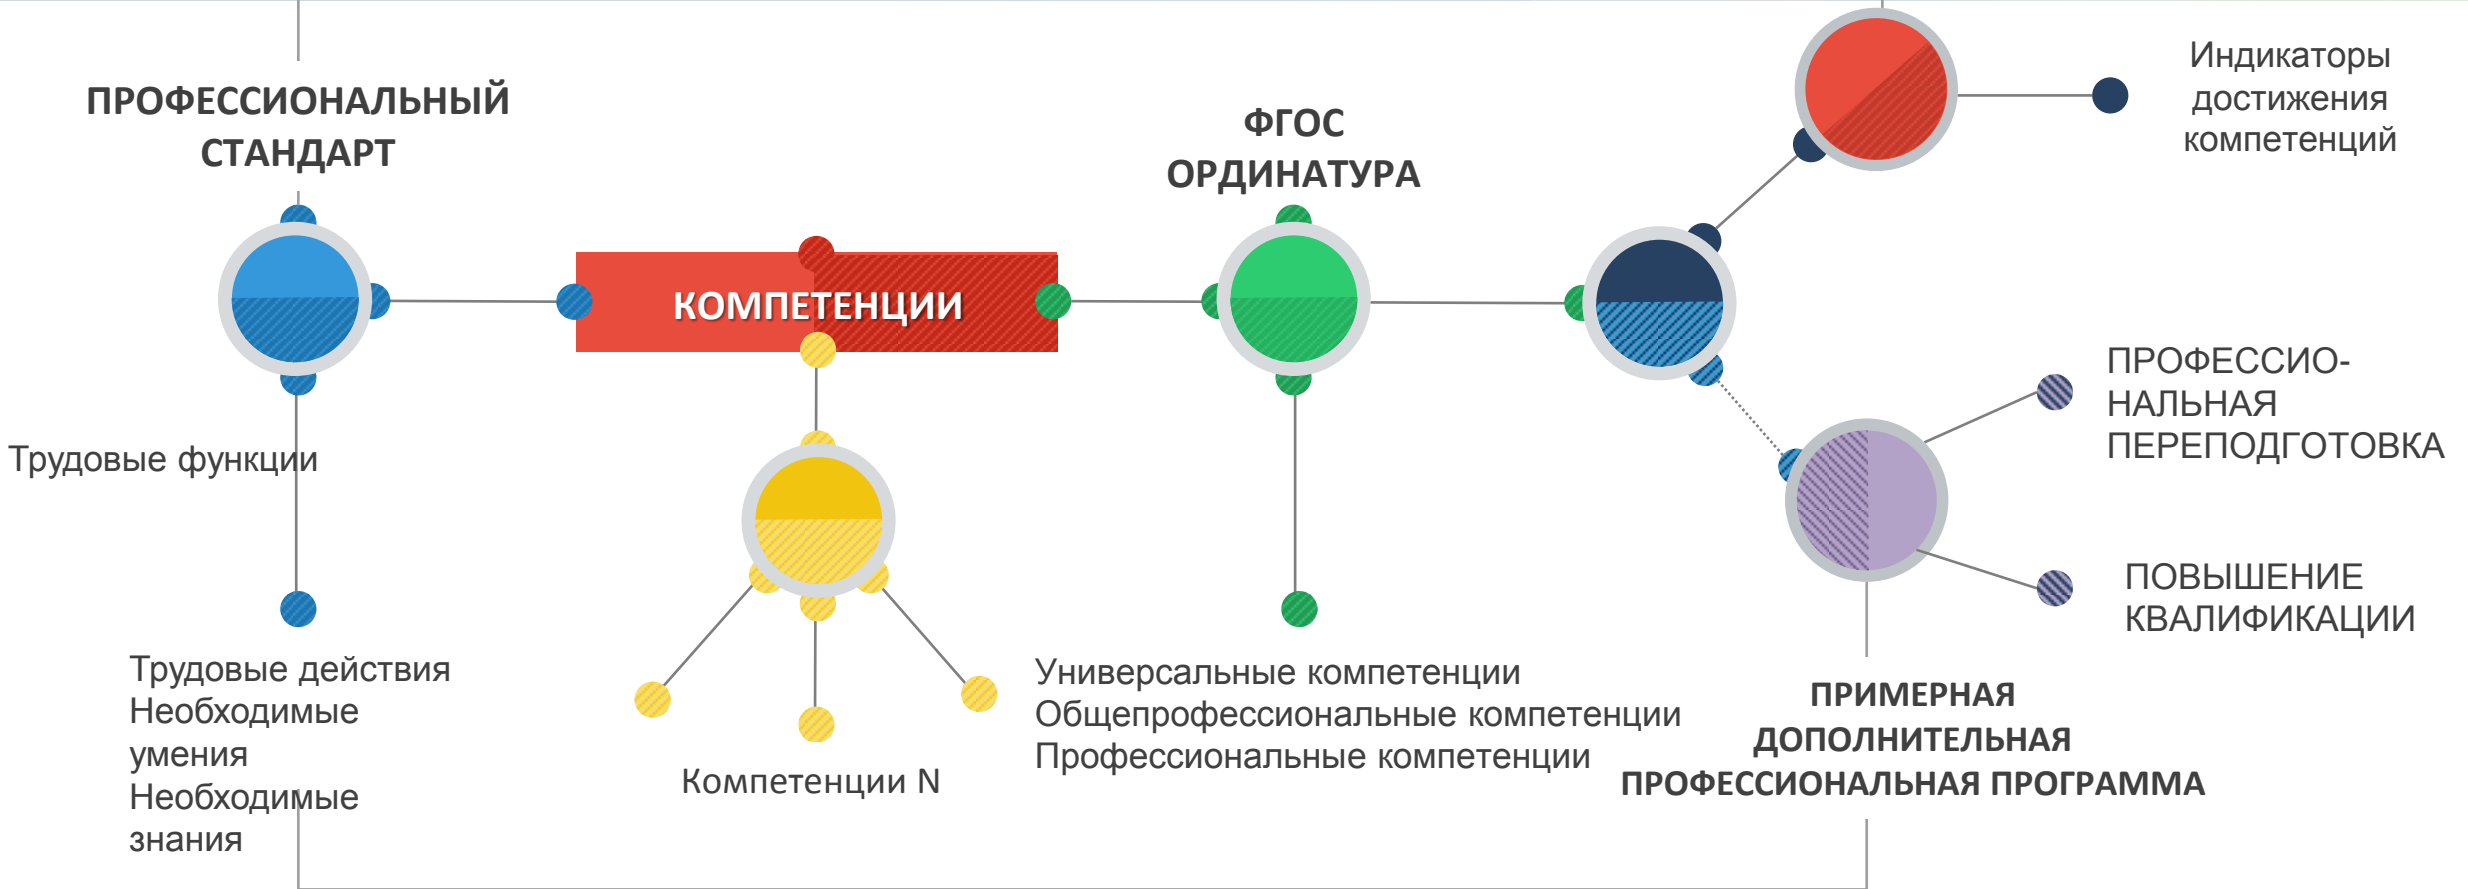 ПРОФЕССИОНАЛЬНЫЙ
СТАНДАРТ
Трудовые функции
Трудовые действия
Необходимые
умения
Необходимые
знания
КОМПЕТЕНЦИИ
Компетенции N
ФГОС
ОРДИНАТУРА
Универсальные компетенции
Общепрофессиональные компетенции
Профессиональные компетенции
Индикаторы
достижения
компетенций
ПРОФЕССИО-
НАЛЬНАЯ
ПЕРЕПОДГОТОВКА
ПОВЫШЕНИЕ
КВАЛИФИКАЦИИ
ПРИМЕРНАЯ
ДОПОЛНИТЕЛЬНАЯ
ПРОФЕССИОНАЛЬНАЯ ПРОГРАММА